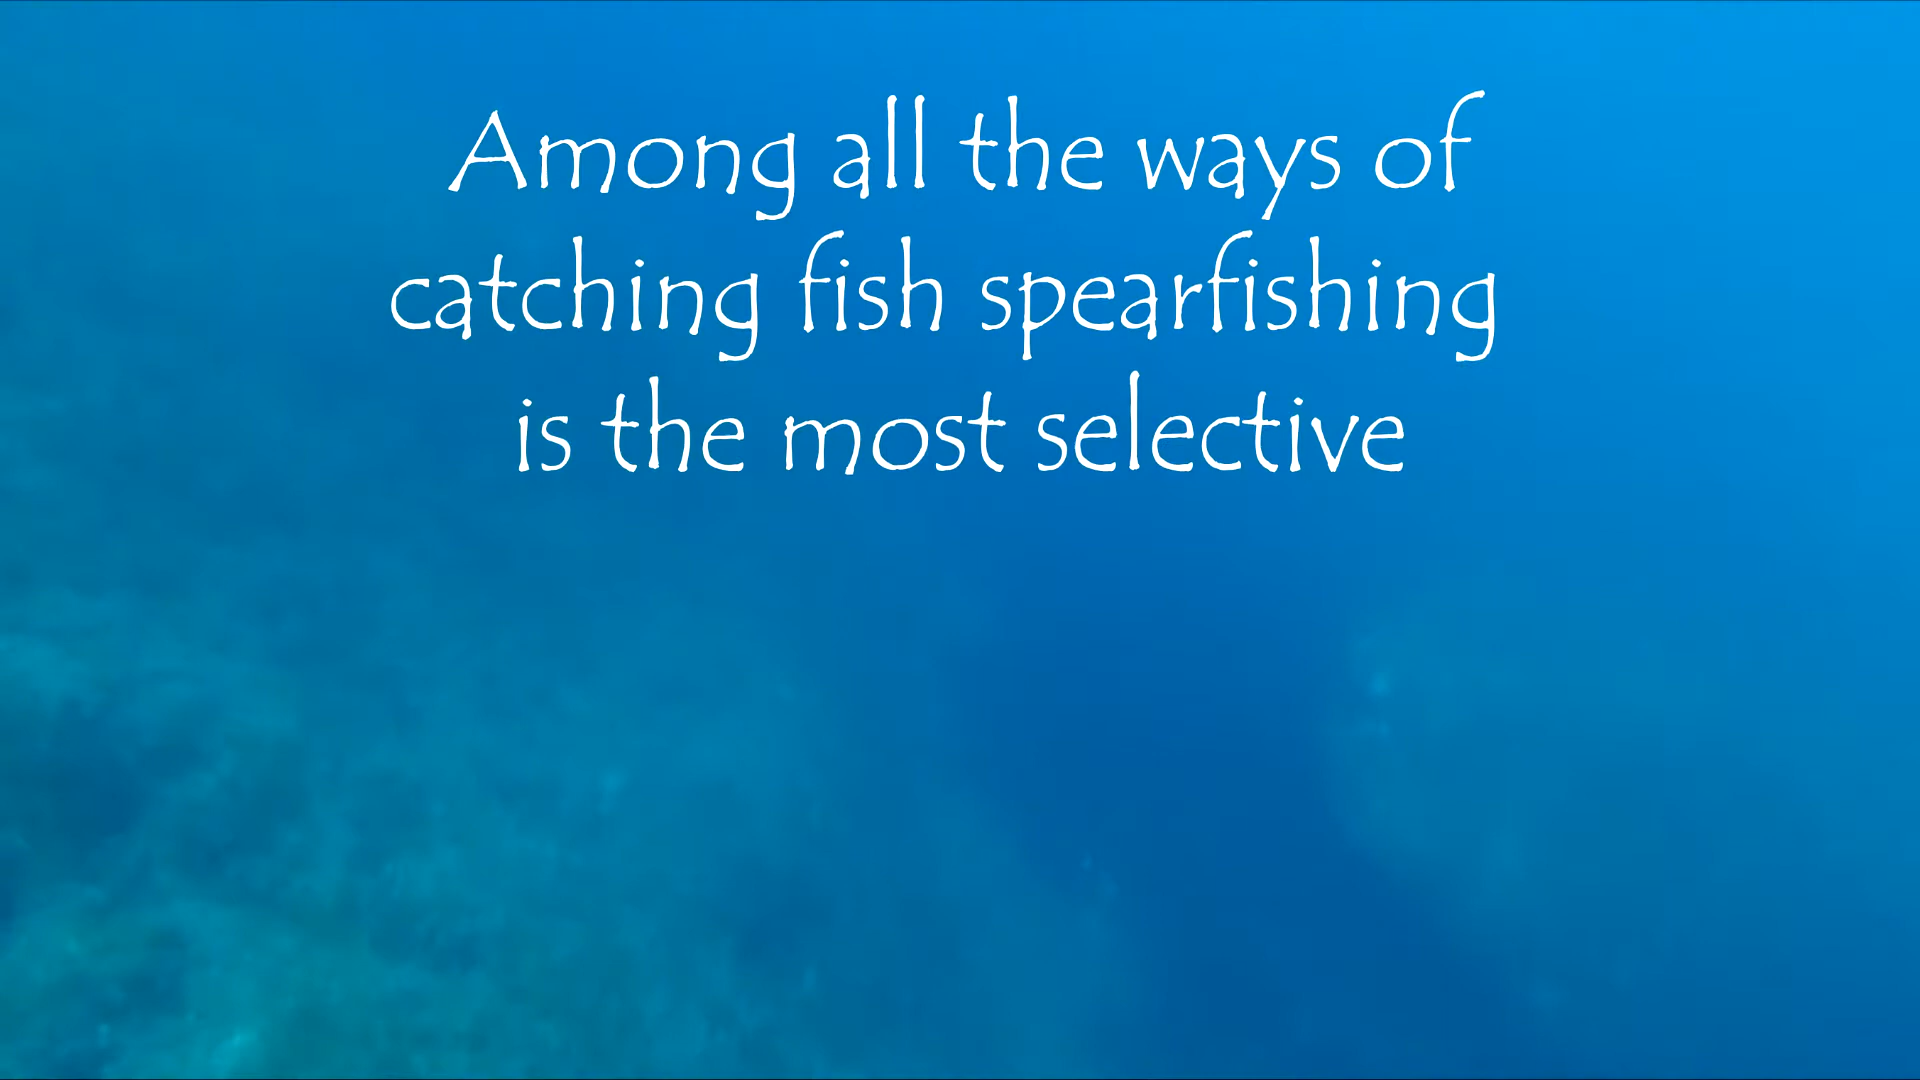 Among all the ways of
catching fish spearfishing
is the most selective